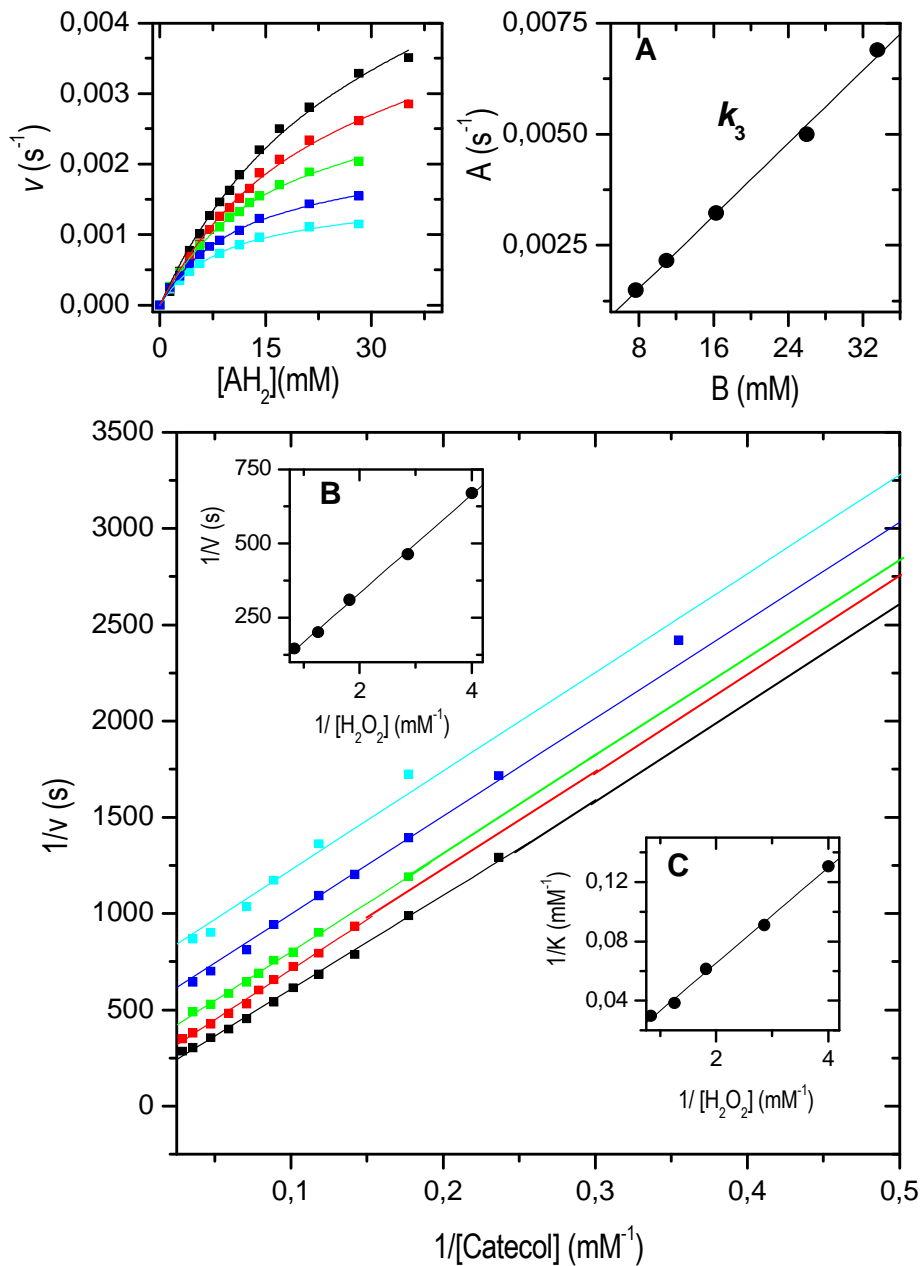 0,004
0,003
0,002
0,001
0,000
v (s⁻¹)
0
15
30
[AH₂](mM)
0,0075
0,0050
0,0025
A (s⁻¹)
A
k₃
8
16
24
32
B (mM)
3500
3000
2500
2000
1500
1000
500
0
1/v (s)
0,1
0,2
0,3
0,4
0,5
1/[Catecol] (mM⁻¹)
750
500
250
1/V (s)
B
2
4
1/ [H₂O₂] (mM⁻¹)
0,12
0,08
0,04
1/K (mM⁻¹)
C
2
4
1/ [H₂O₂] (mM⁻¹)